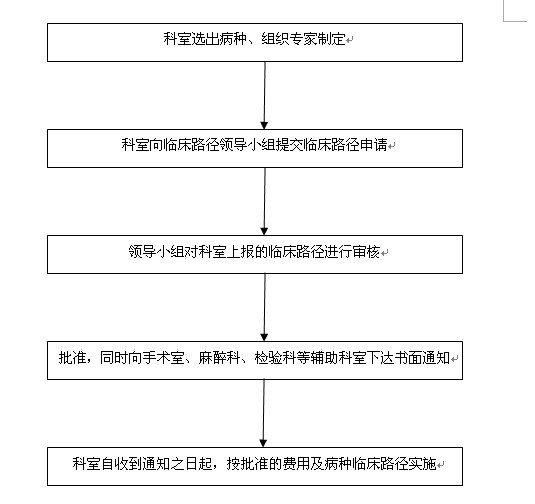 科室选出病种、组织专家制定
科室向临床路径领导小组提交临床路径申请
领导小组对科室上报的临床路径进行审核
批准，同时向手术室、麻醉科、检验科等辅助科室下达书面通知
科室自收到通知之日起，按批准的费用及病种临床路径实施